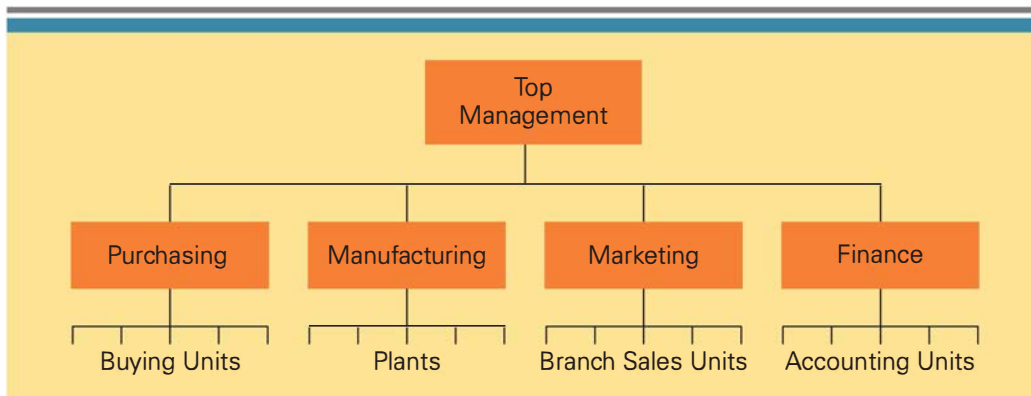 Top
Management
Purchasing
Manufacturing
Marketing
Finance
Buying Units
Plants
Branch Sales Units
Accounting Units